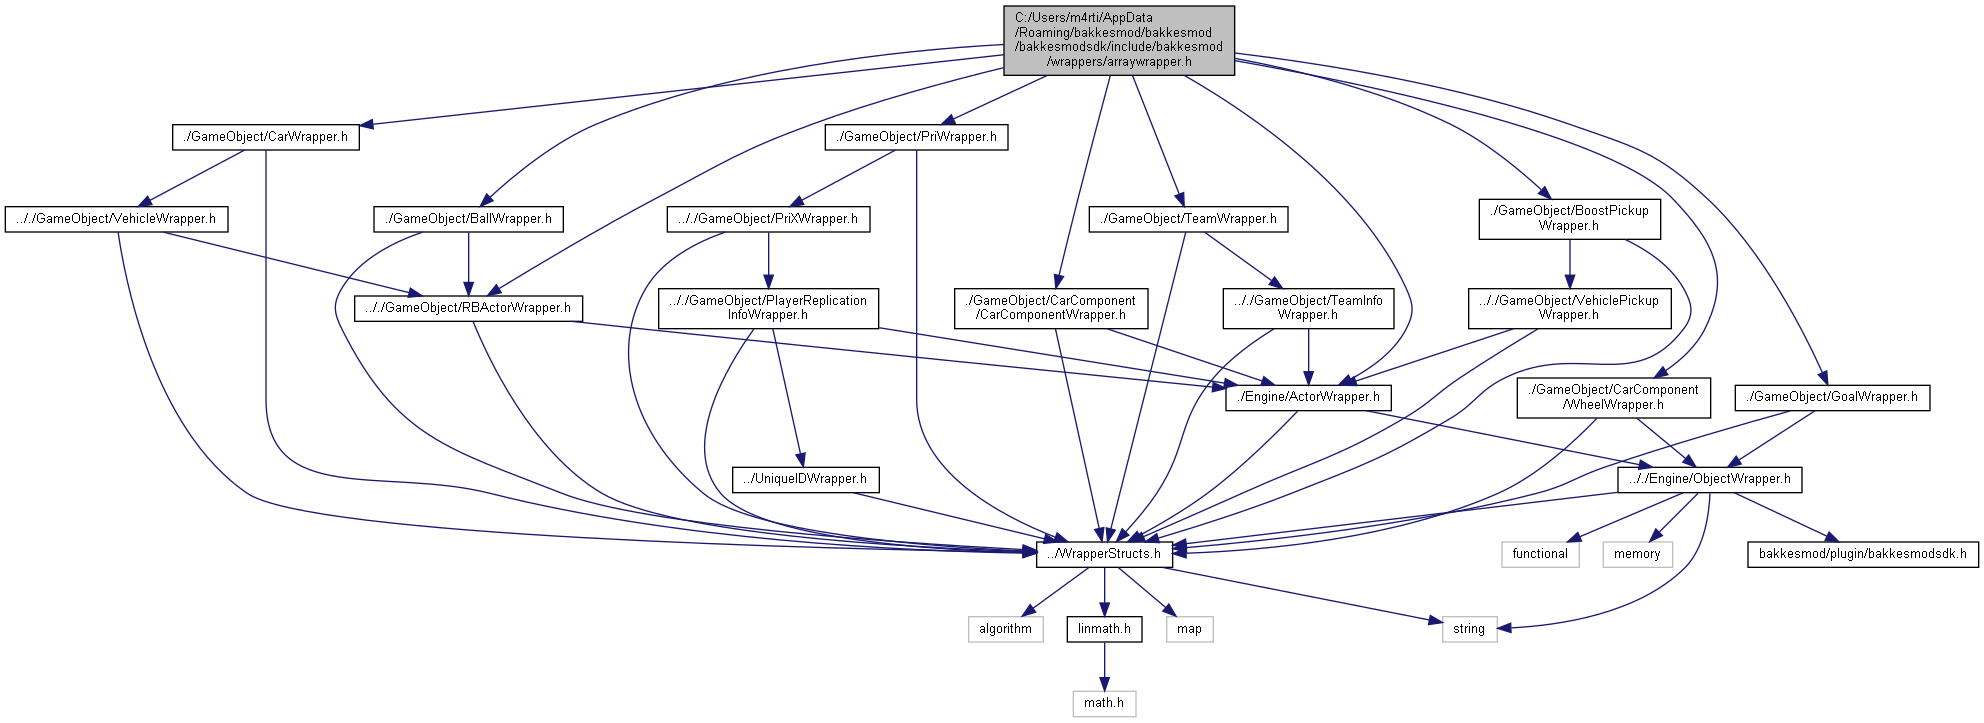 C:/Users/m4rti/AppData
/Roaming/bakkesmod/bakkesmod
/bakkesmodsdk/include/bakkesmod
/wrappers/arraywrapper.h
./GameObject/CarWrapper.h
./GameObject/PriWrapper.h
.././GameObject/VehicleWrapper.h
./GameObject/BallWrapper.h
.././GameObject/PriXWrapper.h
./GameObject/TeamWrapper.h
./GameObject/BoostPickup
Wrapper.h
.././GameObject/RBActorWrapper.h
.././GameObject/PlayerReplication
InfoWrapper.h
./GameObject/CarComponent
/CarComponentWrapper.h
.././GameObject/TeamInfo
Wrapper.h
.././GameObject/VehiclePickup
Wrapper.h
./Engine/ActorWrapper.h
./GameObject/CarComponent
/WheelWrapper.h
./GameObject/GoalWrapper.h
../UniqueIDWrapper.h
.././Engine/ObjectWrapper.h
../WrapperStructs.h
functional
memory
bakkesmod/plugin/bakkesmodsdk.h
algorithm
linmath.h
map
string
math.h